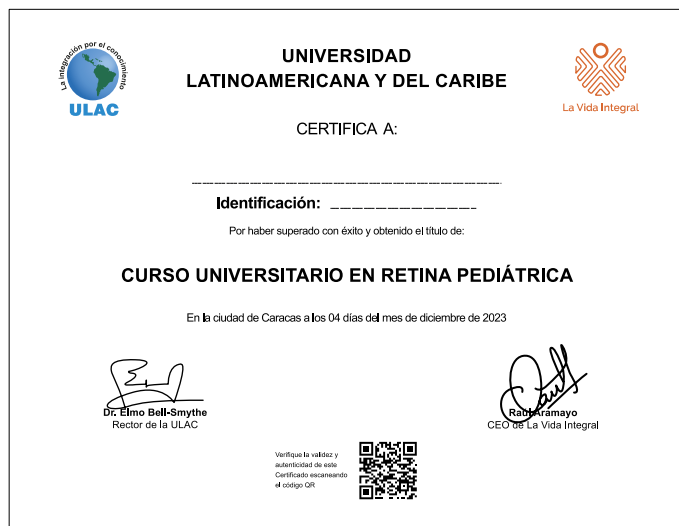 La integración por el conocimiento
ULAC
UNIVERSIDAD
LATINOAMERICANA Y DEL CARIBE
La Vida Integral
CERTIFICA A:
Identificación:
Por haber superado con éxito y obtenido el título de:
CURSO UNIVERSITARIO EN RETINA PEDIÁTRICA
En la ciudad de Caracas a los 04 días del mes de diciembre de 2023
Dr. Elmo Bell-Smythe
Rector de la ULAC
Raúl Aramayo
CEO de La Vida Integral
Verifique la validez y
autenticidad de este
Certificado escaneando
el código QR